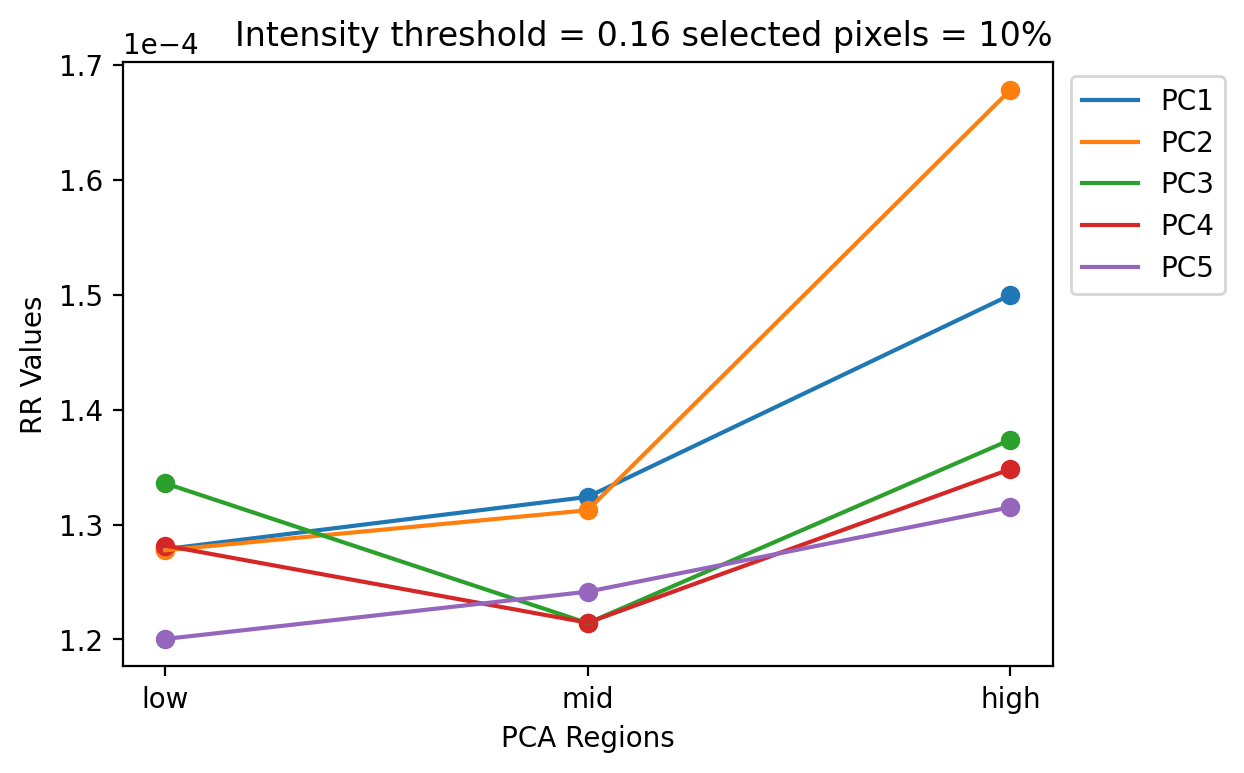 Intensity threshold = 0.16 selected pixels = 10%
1e−4
1.7
1.6
1.5
1.4
1.3
1.2
RR Values
low
mid
high
PCA Regions
PC1
PC2
PC3
PC4
PC5